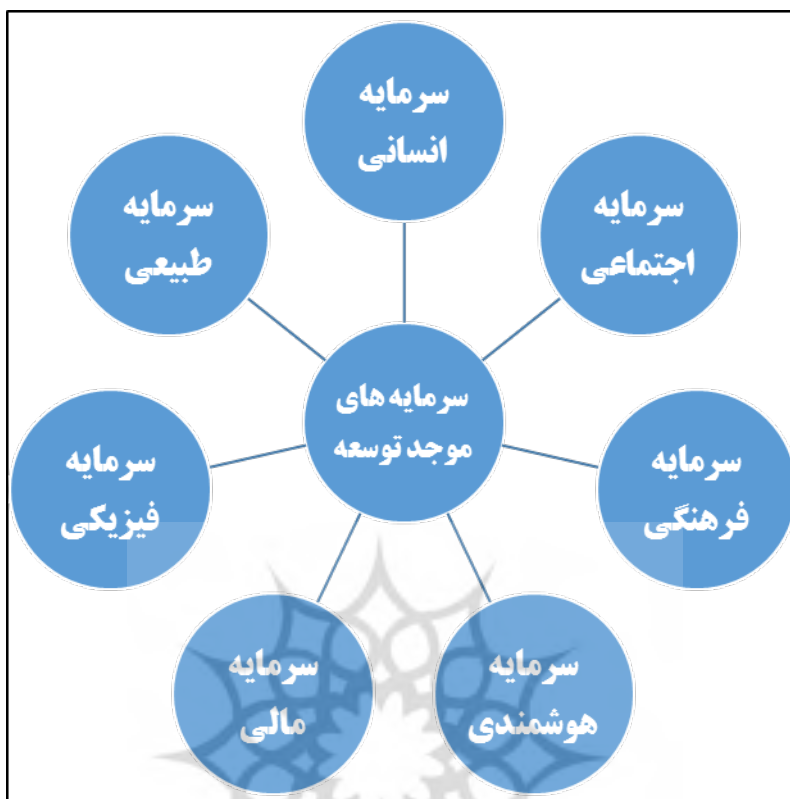 سرمایه
انسانی
سرمایه
اجتماعی
سرمایه
طبیعی
سرمایه های
موجد توسعه
سرمایه
فرهنگی
سرمایه
فیزیکی
سرمایه
هوشمندی
سرمایه
مالی